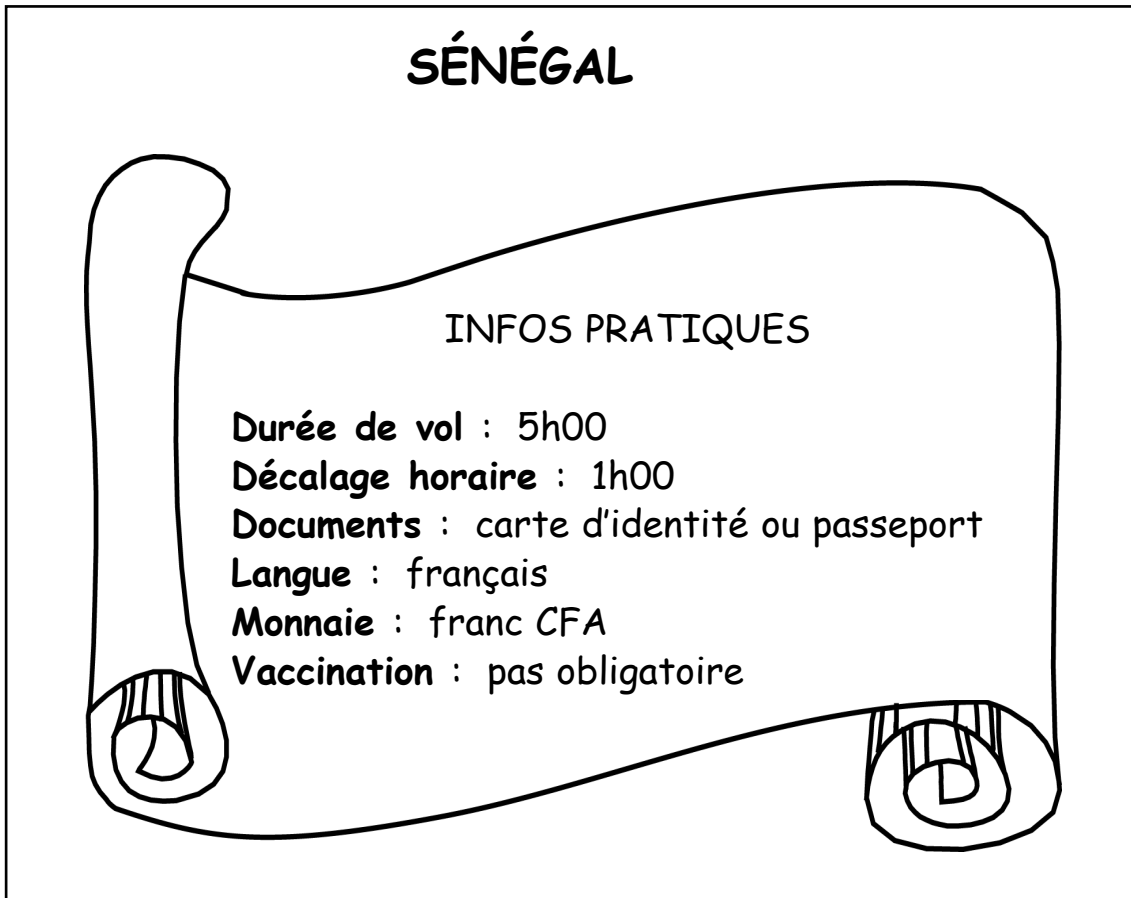 SÉNÉGAL
INFOS PRATIQUES
Durée de vol : 5h00
Décalage horaire : 1h00
Documents : carte d'identité ou passeport
Langue : français
Monnaie : franc CFA
Vaccination : pas obligatoire